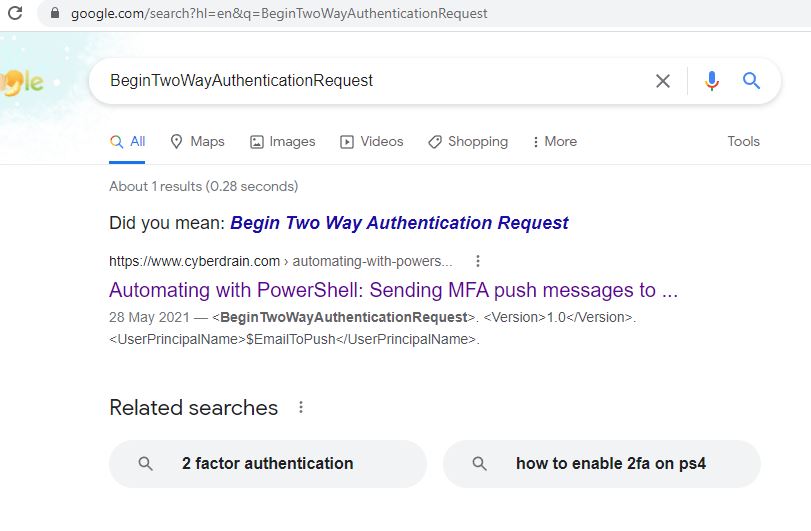 google.com/search?hl=en&q=BeginTwoWayAuthenticationRequest
gle
BeginTwoWayAuthenticationRequest
All Maps Images Videos Shopping More Tools
About 1 results (0.28 seconds)
Did you mean: Begin Two Way Authentication Request
https://www.cyberdrain.com › automating-with-powers...
Automating with PowerShell: Sending MFA push messages to ...
28 May 2021 — <BeginTwoWayAuthenticationRequest>. <Version>1.0</Version>.
<UserPrincipalName>$EmailToPush</UserPrincipalName>.
Related searches
2 factor authentication how to enable 2fa on ps4